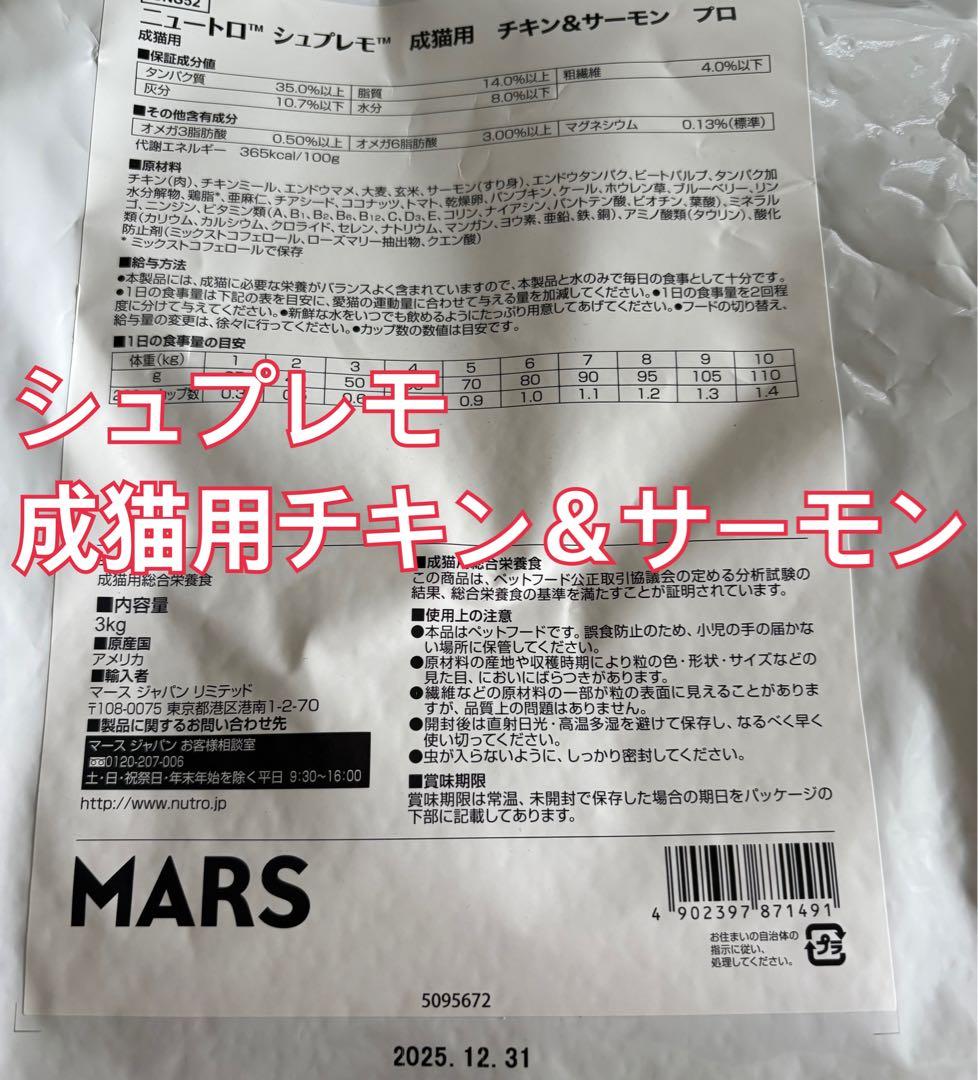 NG52
ニュートロ™ シュプレモ™ 成猫用 チキン&サーモン プロ
成猫用
■保証成分値
タンパク質 35.0%以上 脂質 14.0%以上 粗繊維 4.0%以下
灰分 10.7%以下 水分 8.0%以下
■その他含有成分
オメガ3脂肪酸 0.50%以上 オメガ6脂肪酸 3.00%以上 マグネシウム 0.13%(標準)
代謝エネルギー 365kcal/100g
■原材料
チキン(肉)、チキンミール、エンドウマメ、大麦、玄米、サーモン(すり身)、エンドウタンパク、ビートパルプ、タンパク加
水分解物、鶏脂*、亜麻仁、チアシード、ココナッツ、トマト、乾燥卵、パンプキン、ケール、ホウレン草、ブルーベリー、リン
ゴ、ニンジン、ビタミン類(A、B1、B2、B6、B12、C、D3、E、コリン、ナイアシン、パントテン酸、ビオチン、葉酸)、ミネラル
類(カリウム、カルシウム、クロライド、セレン、ナトリウム、マンガン、ヨウ素、亜鉛、鉄、銅)、アミノ酸類(タウリン)、酸化
防止剤(ミックストコフェロール、ローズマリー抽出物、クエン酸)
* ミックストコフェロールで保存
■給与方法
●本製品には、成猫に必要な栄養がバランスよく含まれていますので、本製品と水のみで毎日の食事として十分です。
●1日の食事量は下記の表を目安に、愛猫の運動量に合わせて与える量を加減してください。●1日の食事量を2回程
度に分けて与えてください。●新鮮な水をいつでも飲めるようにたっぷり用意してあげてください。●フードの切り替え、
給与量の変更は、徐々に行ってください。●カップ数の数値は目安です。
■1日の食事量の目安
体重(kg) 1 2 3 4 5 6 7 8 9 10
g 50 70 80 90 95 105 110
カップ数 0.3 0.6 0.9 1.0 1.1 1.2 1.3 1.4
シュプレモ
成猫用チキン&サーモン
成猫用総合栄養食
■内容量
3kg
■原産国
アメリカ
■輸入者
マース ジャパン リミテッド
〒108-0075 東京都港区港南1-2-70
■製品に関するお問い合わせ先
マース ジャパン お客様相談室
0120-207-006
土・日・祝祭日・年末年始を除く平日 9:30~16:00
http://www.nutro.jp
■成猫用総合栄養食
この商品は、ペットフード公正取引協議会の定める分析試験の
結果、総合栄養食の基準を満たすことが証明されています。
■使用上の注意
●本品はペットフードです。誤食防止のため、小児の手の届かな
い場所に保管してください。
●原材料の産地や収穫時期により粒の色・形状・サイズなどの
見た目、においにばらつきがあります。
●繊維などの原材料の一部が粒の表面に見えることがありま
すが、品質上の問題はありません。
●開封後は直射日光・高温多湿を避けて保存し、なるべく早く
使い切ってください。
●虫が入らないように、しっかり密封してください。
■賞味期限
賞味期限は常温、未開封で保存した場合の期日をパッケージの
下部に記載してあります。
MARS
4 902397 871491
お住まいの自治体の
指示に従い、
処理してください。
プラ
5095672
2025.12.31